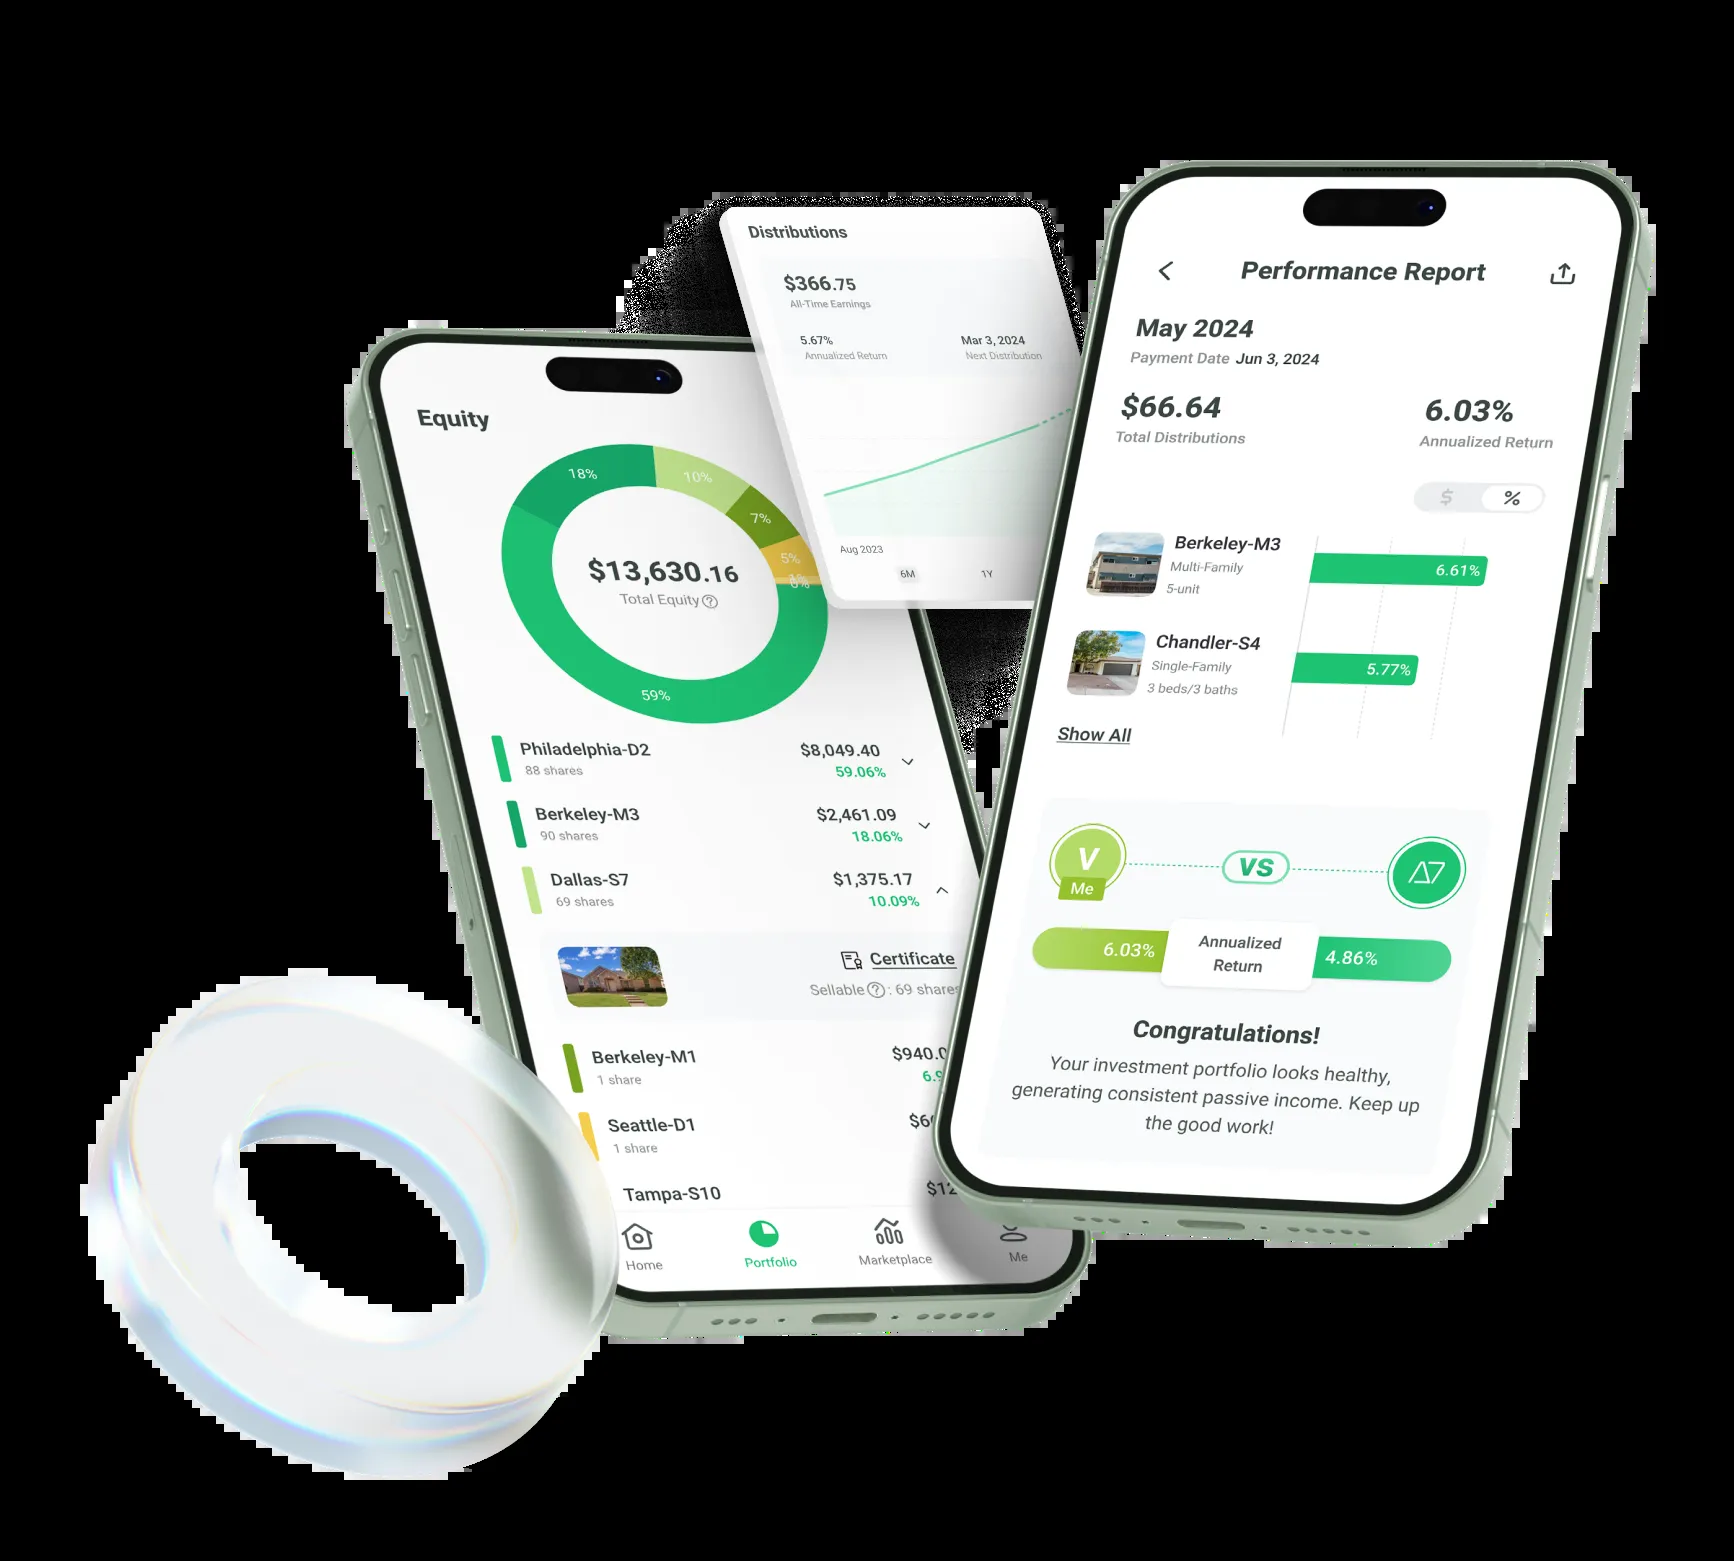 Equity
18%
10%
7%
5%
0%
$13,630.16
Total Equity
59%
Philadelphia-D2
$8,049.40
88 shares
59.06%
Berkeley-M3
$2,461.09
90 shares
18.06%
Dallas-S7
$1,375.17
69 shares
10.09%
Certificate
Sellable : 69 shares
Berkeley-M1
$940.0
1 share
6.9
Seattle-D1
1 share
Tampa-S10
$12
Home
Portfolio
Marketplace
Me
Distributions
$366.75
All-Time Earnings
5.67%
Mar 3, 2024
Annualized Return
Next Distribution
Aug 2023
6M
1Y
Performance Report
May 2024
Payment Date Jun 3, 2024
$66.64
6.03%
Total Distributions
Annualized Return
$ %
Berkeley-M3
Multi-Family
6.61%
5-unit
Chandler-S4
Single-Family
5.77%
3 beds/3 baths
Show All
V
VS
Me
6.03%
Annualized
Return
4.86%
Congratulations!
Your investment portfolio looks healthy,
generating consistent passive income. Keep up
the good work!